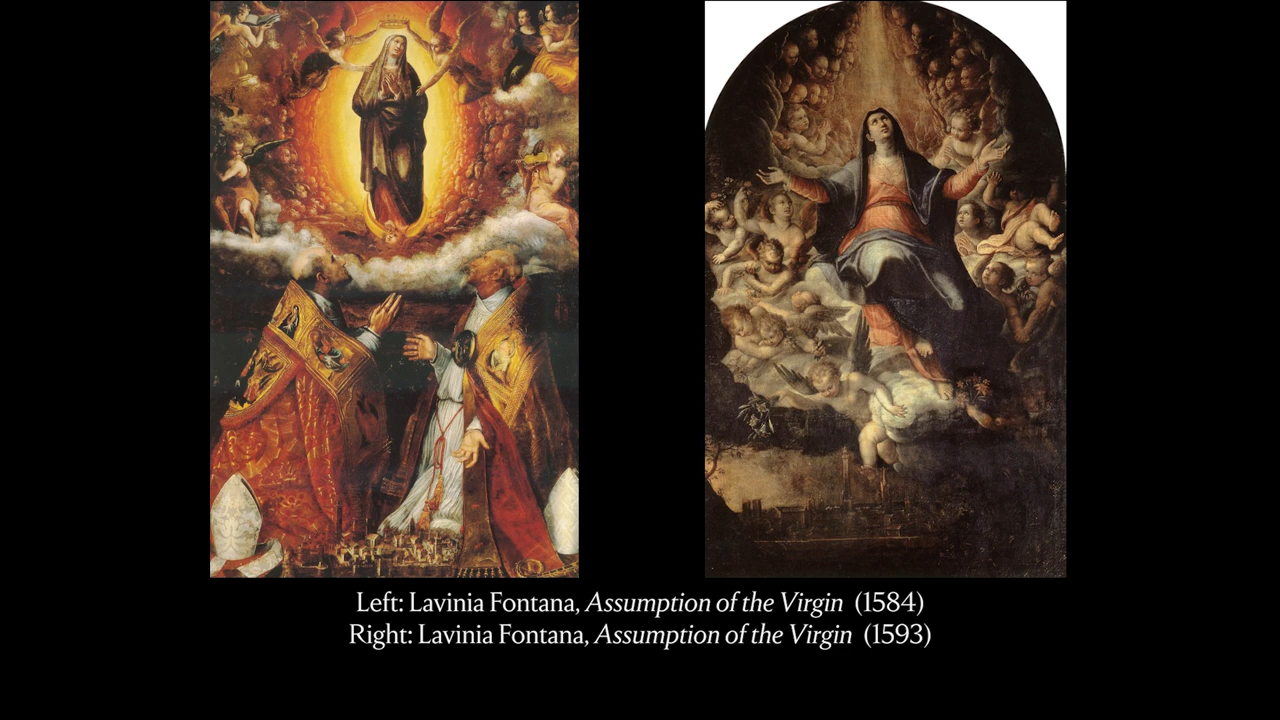 Left: Lavinia Fontana, Assumption of the Virgin (1584)
Right: Lavinia Fontana, Assumption of the Virgin (1593)